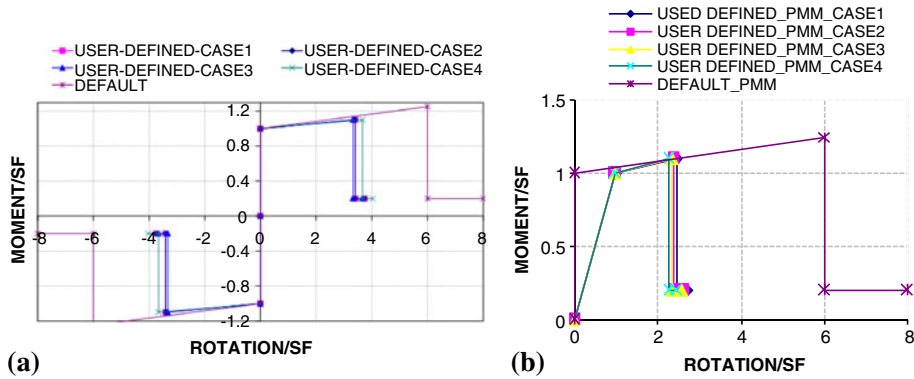 USER-DEFINED-CASE1 USER-DEFINED-CASE2
USER-DEFINED-CASE3 USER-DEFINED-CASE4
DEFAULT
MOMENT/SF
1.2
0.8
0.4
0
-0.4
-0.8
-1.2
-8 -6 -4 -2 0 2 4 6 8
ROTATION/SF
(a)
USED DEFINED_PMM_CASE1
USER DEFINED_PMM_CASE2
USER DEFINED_PMM_CASE3
USER DEFINED_PMM_CASE4
DEFAULT_PMM
MOMENT/SF
1.5
1
0.5
0
0 2 4 6 8
ROTATION/SF
(b)